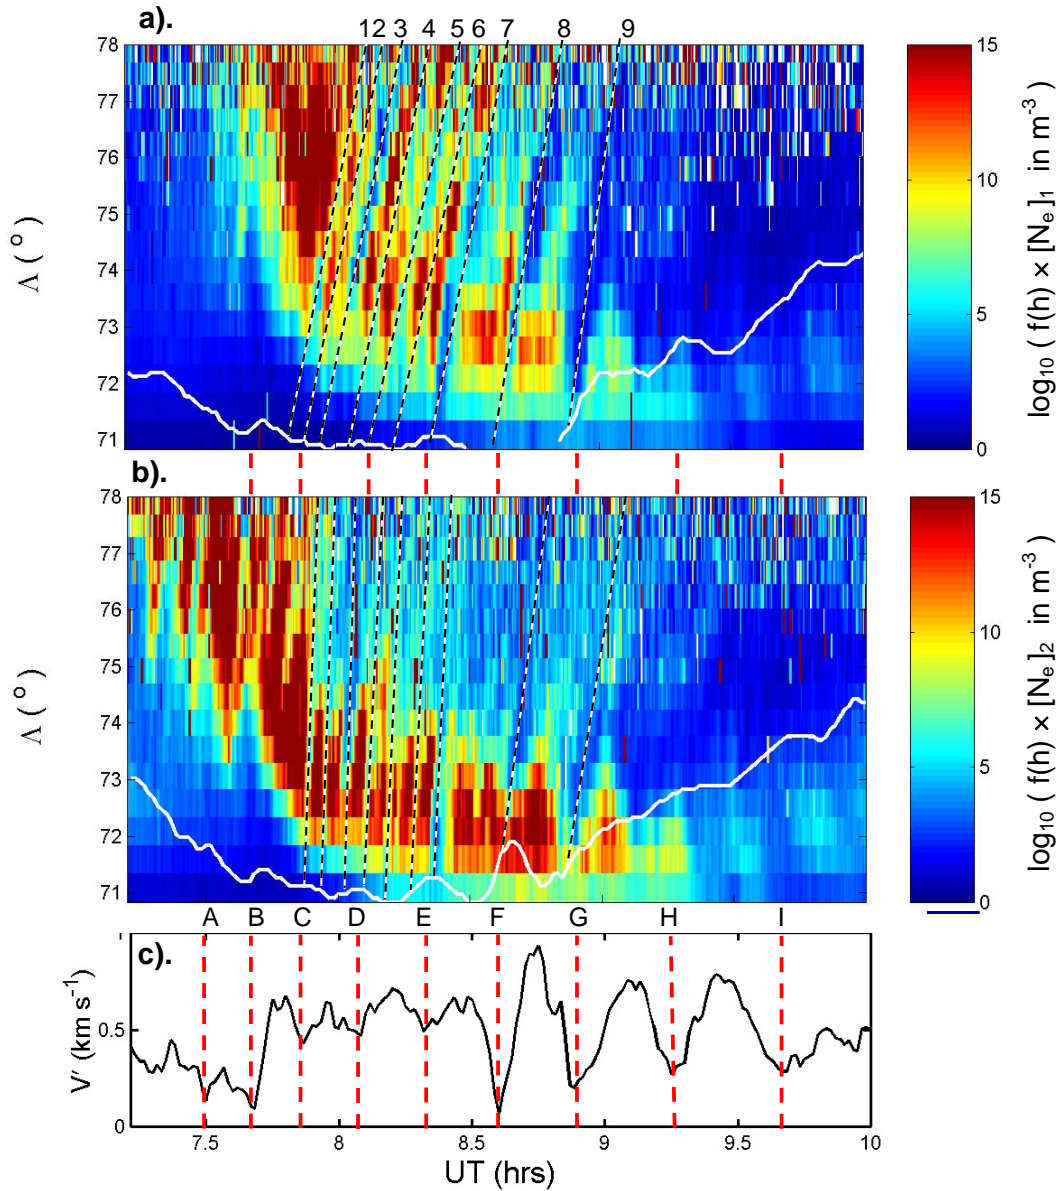 a).
1 2 3 4 5 6 7 8 9
78
77
76
75
74
73
72
71
Λ ( o )
15
10
5
0
log10 ( f(h) × [Ne]1 in m-3 )
b).
78
77
76
75
74
73
72
71
Λ ( o )
15
10
5
0
log10 ( f(h) × [Ne]2 in m-3 )
A B C D E F G H I
c).
0.5
0
V' (km s-1)
7.5 8 8.5 9 9.5 10
UT (hrs)